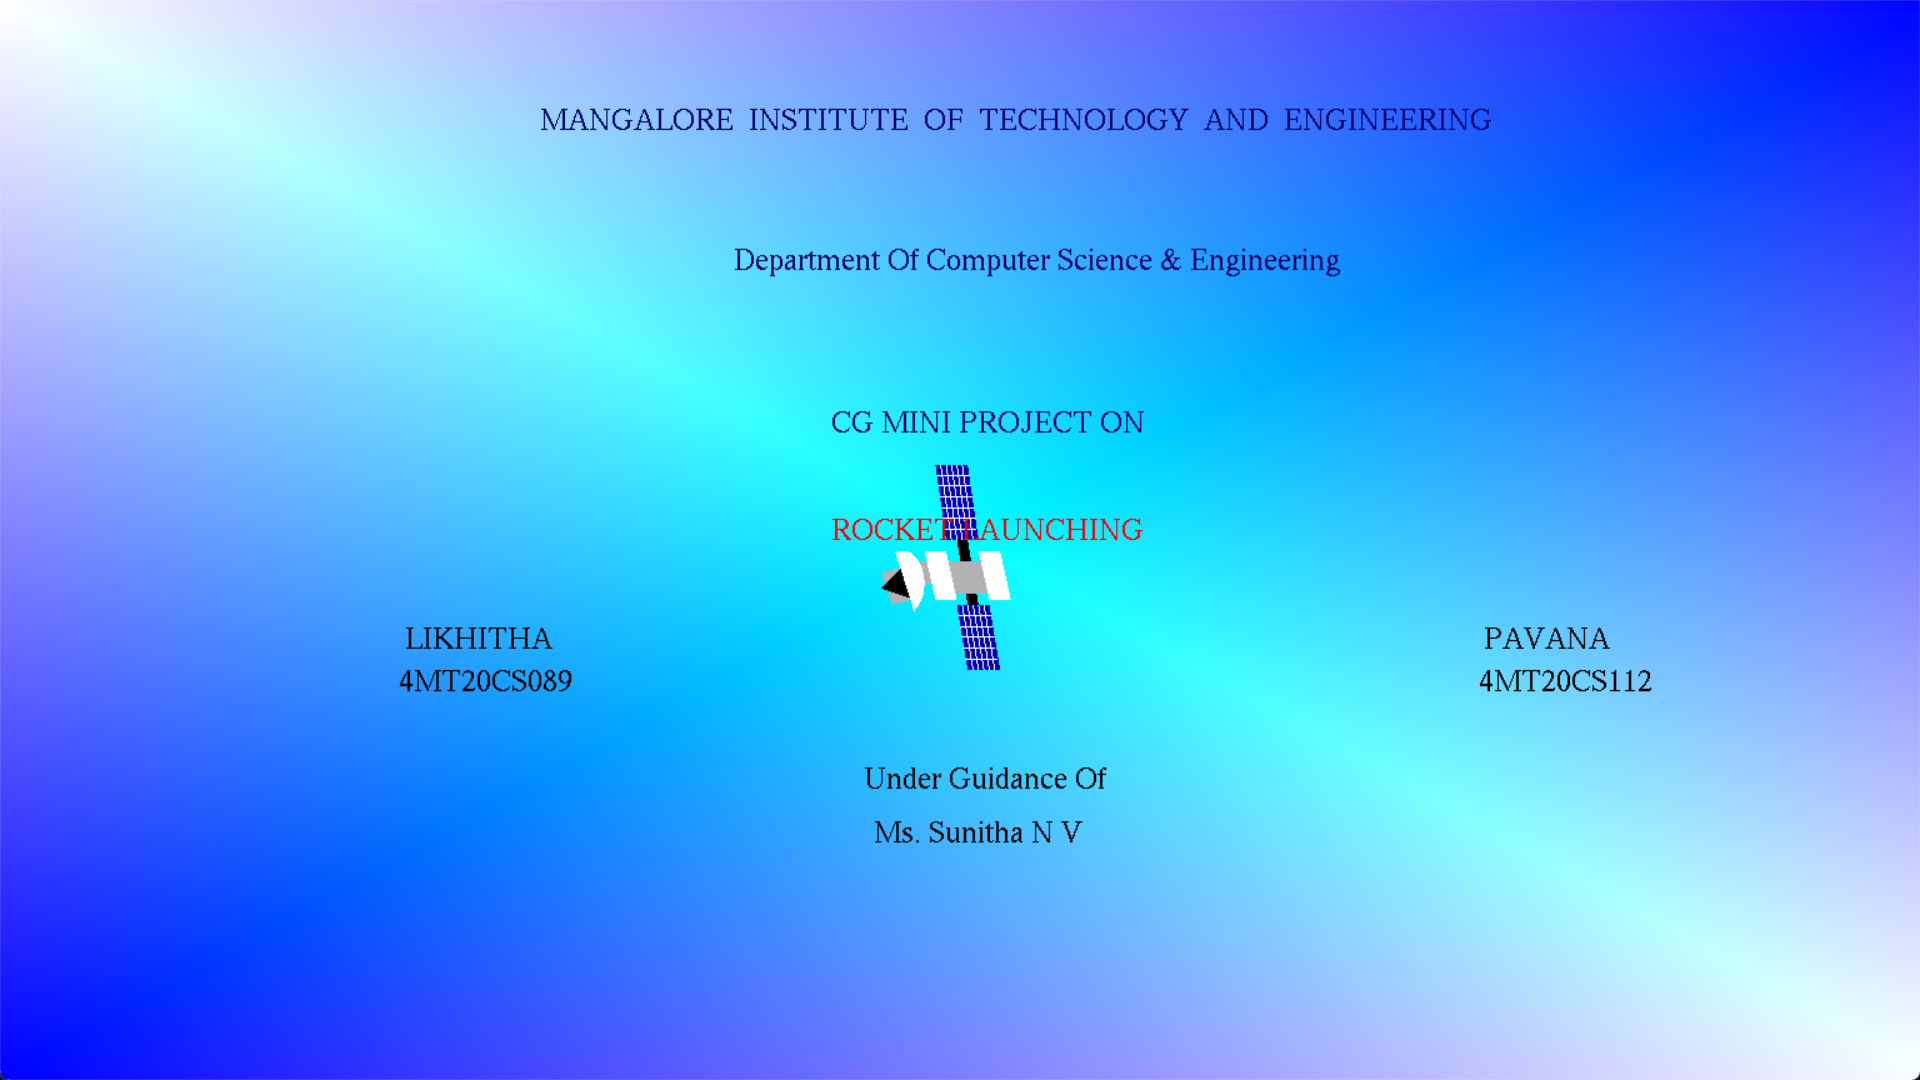 MANGALORE INSTITUTE OF TECHNOLOGY AND ENGINEERING
Department Of Computer Science & Engineering
CG MINI PROJECT ON
ROCKET LAUNCHING
LIKHITHA
4MT20CS089
PAVANA
4MT20CS112
Under Guidance Of
Ms. Sunitha N V